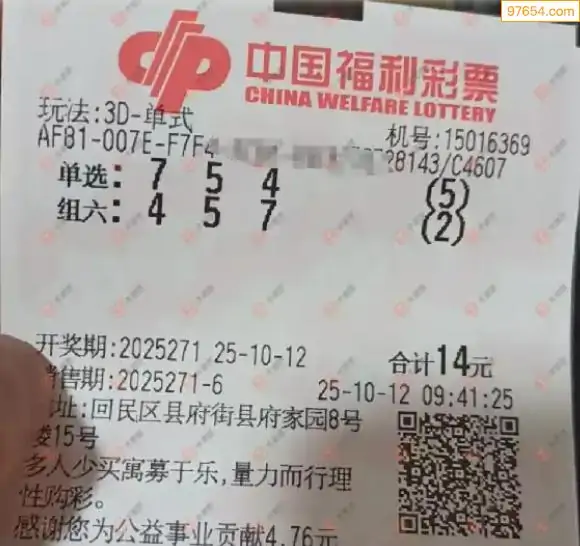 97654.com
中国福利彩票
CHINA WELFARE LOTTERY
玩法:3D-单式
机号:15016369
AF81-007E-F7F4 28143/C4607
单选: 7 5 4 (5)
组六: 4 5 7 (2)
开奖期:2025271 25-10-12 合计14元
售期:2025271-6 25-10-12 09:41:25
址:回民区县府街县府家园8号
楼15号
多人少买寓募于乐,量力而行理
性购彩。
感谢您为公益事业贡献4.76元